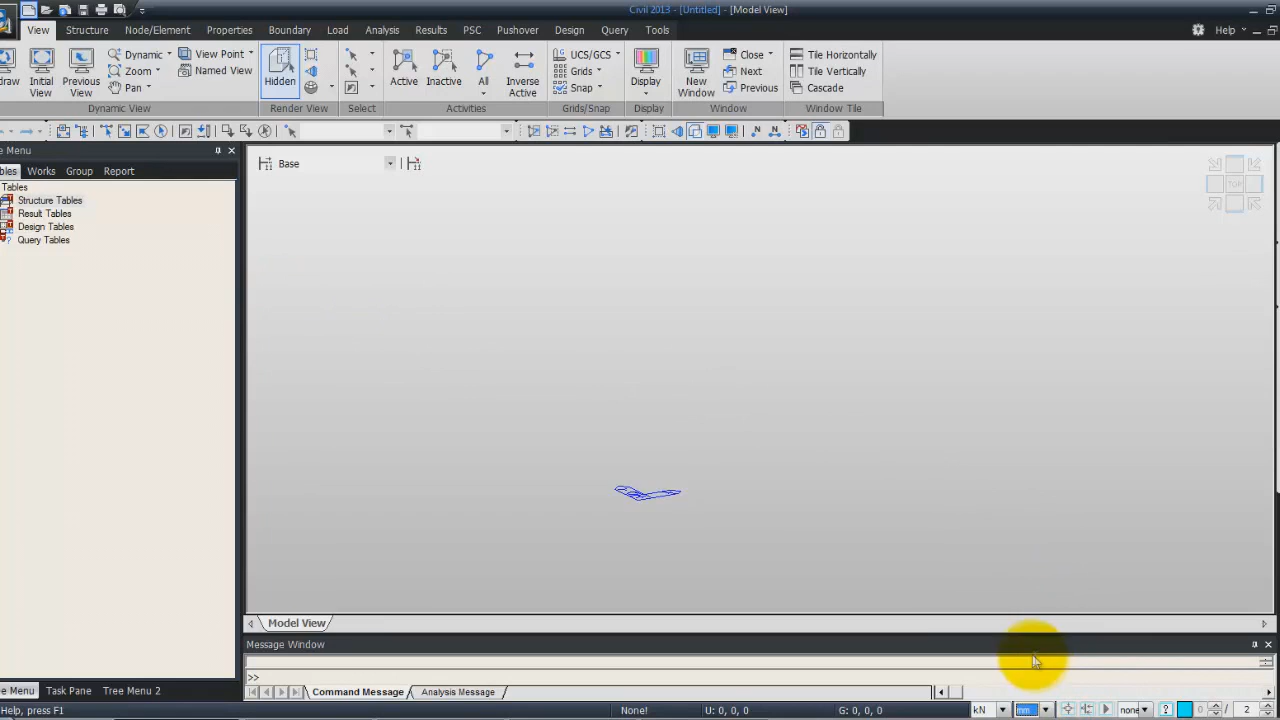 Civil 2013 - [Untitled] - [Model View]
View Structure Node/Element Properties Boundary Load Analysis Results PSC Pushover Design Query Tools Help
Initial View
Previous View
Dynamic
Zoom
Pan
View Point
Named View
Dynamic View
Hidden
Render View
Select
Active
Inactive
All
Inverse Active
Activities
UCS/GCS
Grids
Snap
Grids/Snap
Display
Display
New Window
Close
Next
Previous
Window
Tile Horizontally
Tile Vertically
Cascade
Window Tile
Menu
Works Group Report
Tables
Structure Tables
Result Tables
Design Tables
Query Tables
Base
TOP
Model View
Message Window
>>
Task Pane Tree Menu 2
Command Message Analysis Message
Help, press F1
None!
U: 0, 0, 0
G: 0, 0, 0
kN
mm
none
0 / 2